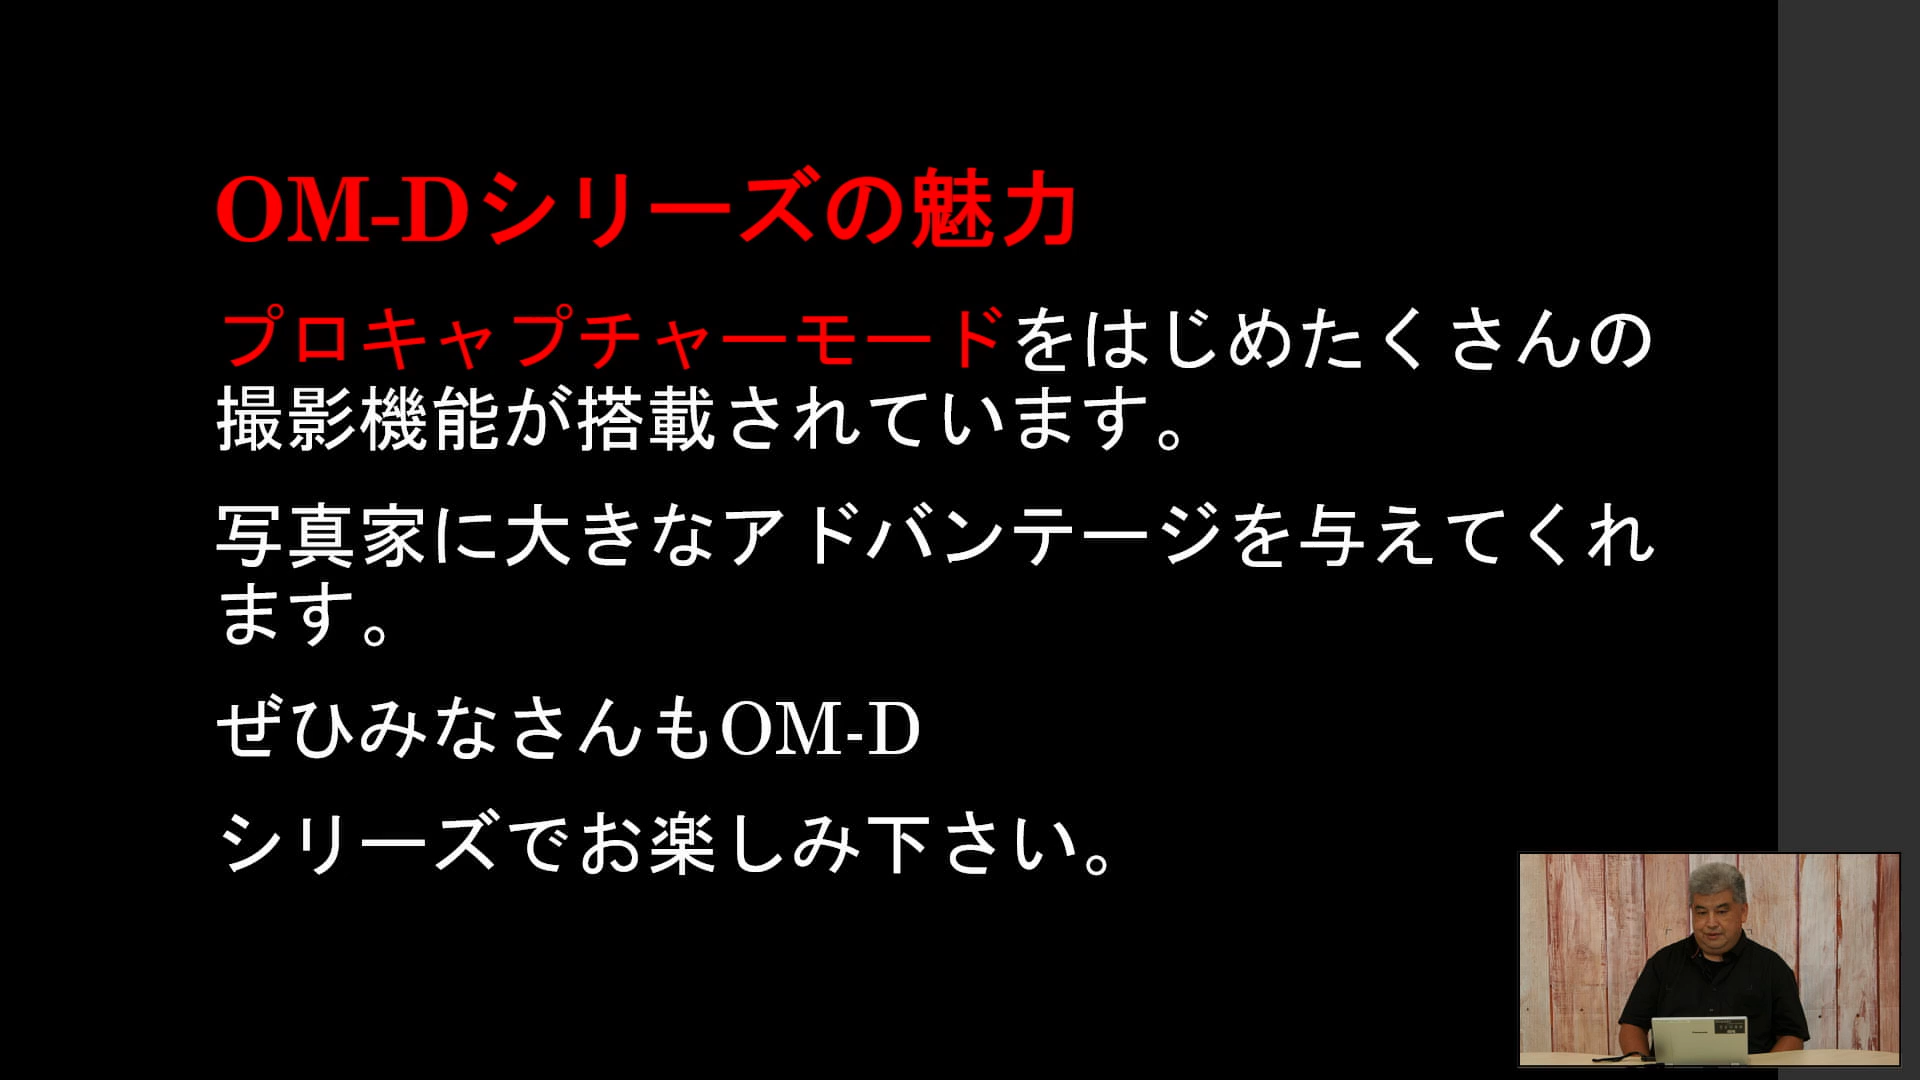 OM-Dシリーズの魅力
プロキャプチャーモードをはじめたくさんの
撮影機能が搭載されています。
写真家に大きなアドバンテージを与えてくれ
ます。
ぜひみなさんもOM-D
シリーズでお楽しみ下さい。